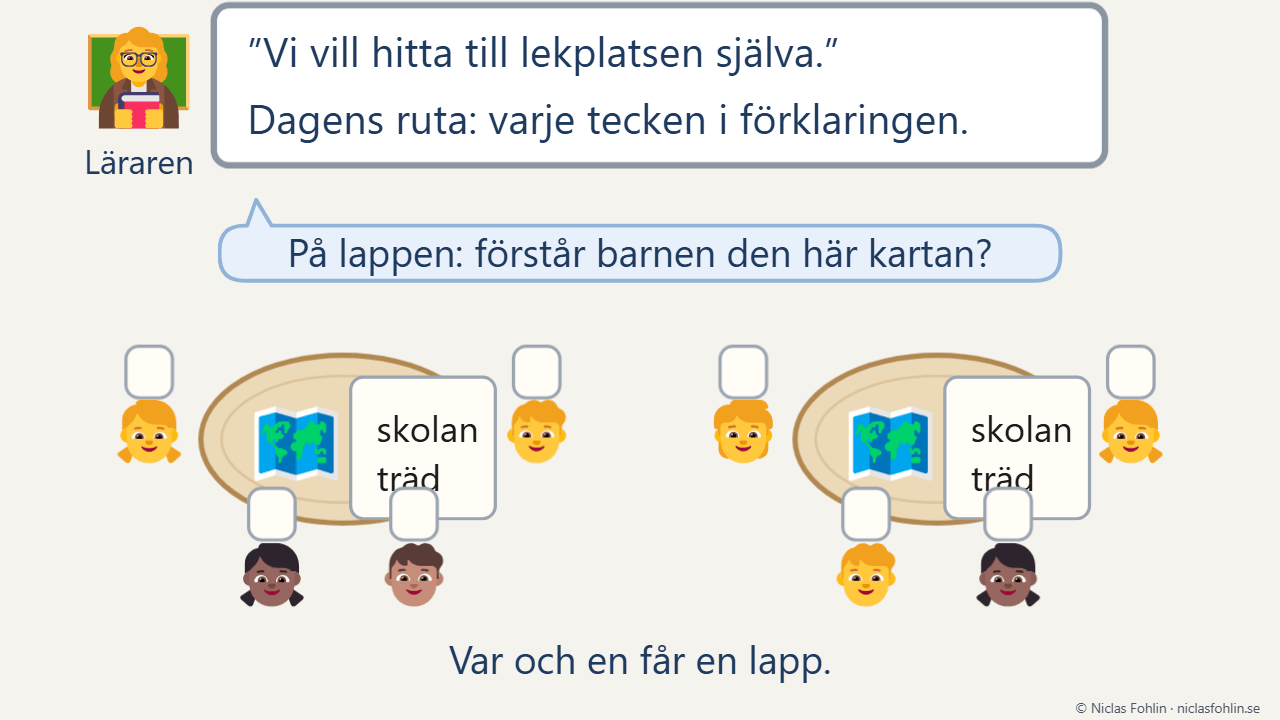 ”Vi vill hitta till lekplatsen själva.”
Dagens ruta: varje tecken i förklaringen.
Läraren
På lappen: förstår barnen den här kartan?
skolan
träd
skolan
träd
Var och en får en lapp.
© Niclas Fohlin · niclasfohlin.se